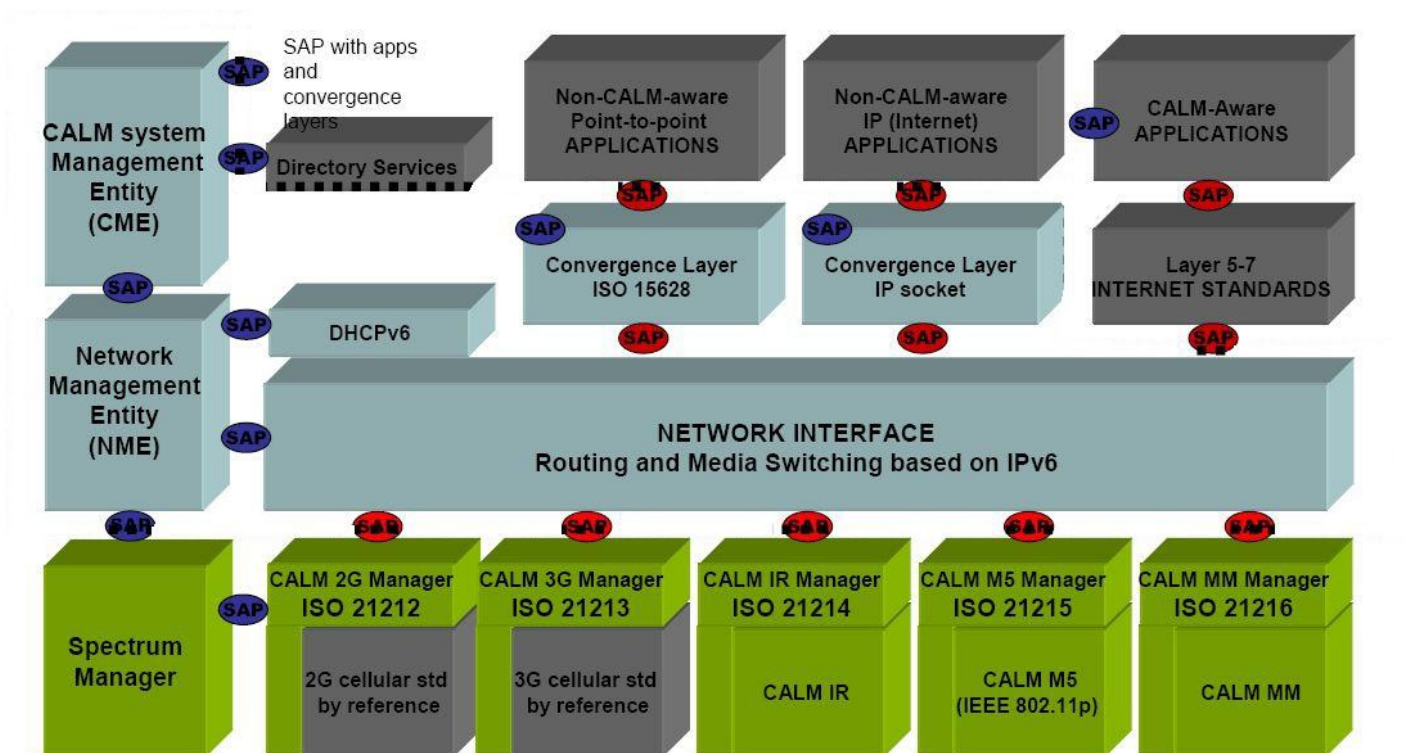 SAP
SAP with apps
and
convergence
layers
CALM system
Management
Entity
(CME)
SAP
Directory Services
Non-CALM-aware
Point-to-point
APPLICATIONS
Non-CALM-aware
IP (Internet)
APPLICATIONS
SAP
CALM-Aware
APPLICATIONS
SAP
SAP
SAP
SAP
Convergence Layer
ISO 15628
SAP
Convergence Layer
IP socket
Layer 5-7
INTERNET STANDARDS
SAP
SAP
DHCPv6
SAP
SAP
SAP
Network
Management
Entity
(NME)
SAP
NETWORK INTERFACE
Routing and Media Switching based on IPv6
SAP
SAP
SAP
SAP
SAP
SAP
Spectrum
Manager
SAP
CALM 2G Manager
ISO 21212
2G cellular std
by reference
CALM 3G Manager
ISO 21213
3G cellular std
by reference
CALM IR Manager
ISO 21214
CALM IR
CALM M5 Manager
ISO 21215
CALM M5
(IEEE 802.11p)
CALM MM Manager
ISO 21216
CALM MM